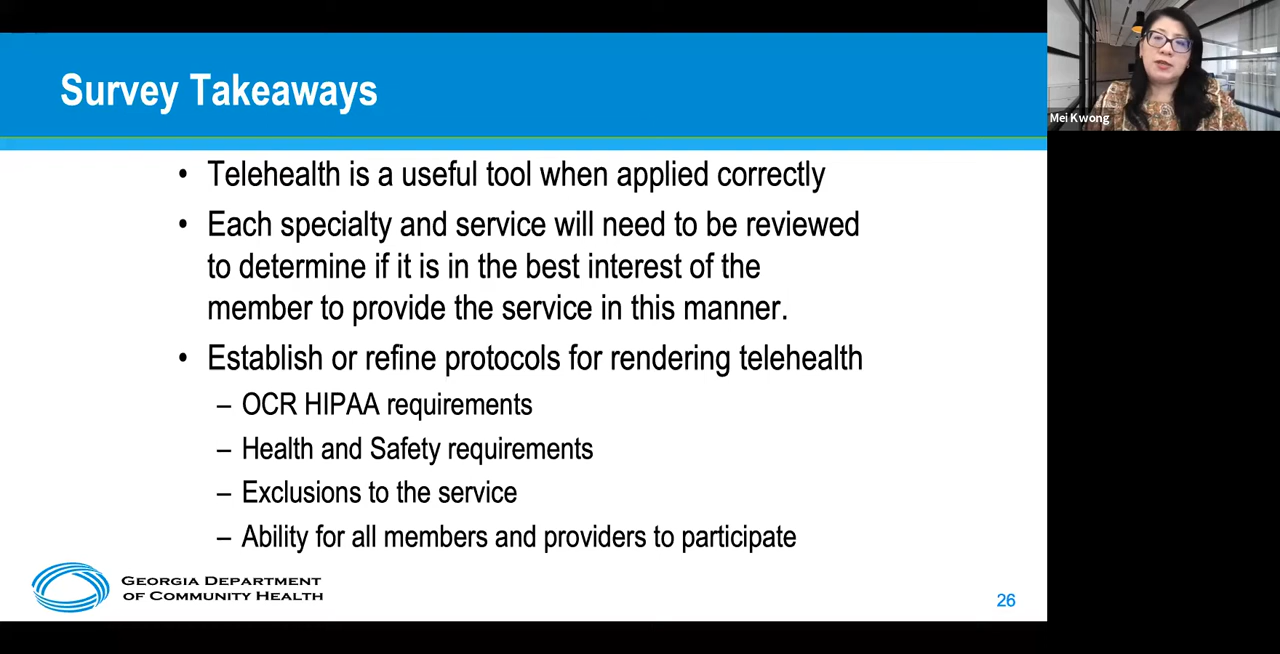 Survey Takeaways
Mei Kwong
• Telehealth is a useful tool when applied correctly
• Each specialty and service will need to be reviewed
to determine if it is in the best interest of the
member to provide the service in this manner.
• Establish or refine protocols for rendering telehealth
– OCR HIPAA requirements
– Health and Safety requirements
– Exclusions to the service
– Ability for all members and providers to participate
GEORGIA DEPARTMENT
OF COMMUNITY HEALTH
26